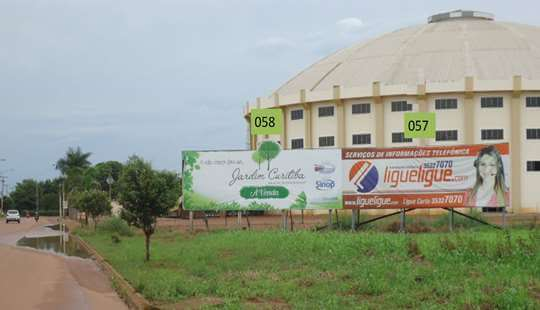 058
057
Jardim Curitiba
A Venda
Sinop
SERVIÇOS DE INFORMAÇÕES TELEFÔNICA
3532 7070
ligueligue.com
www.ligueligue.com
Ligue Curta 3532 7070